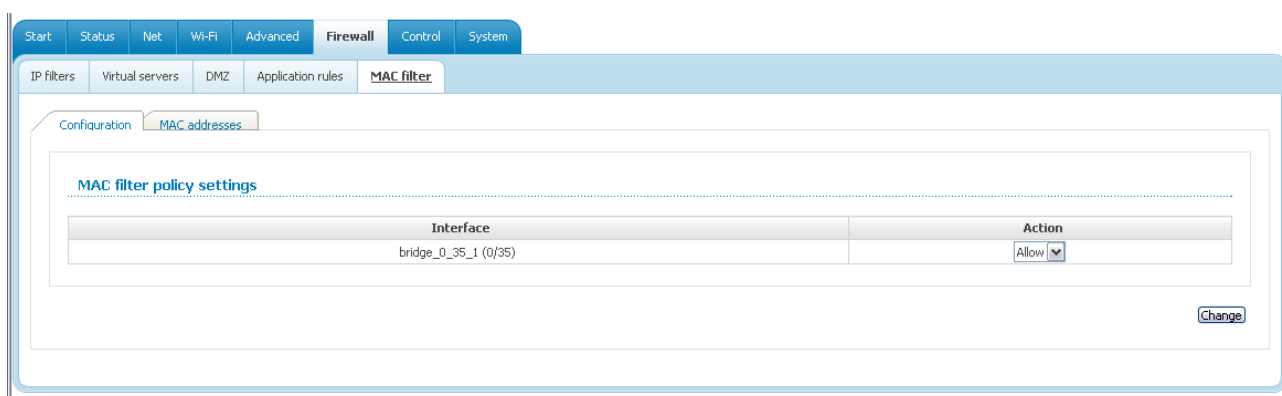 Start Status Net Wi-Fi Advanced Firewall Control System
IP filters Virtual servers DMZ Application rules MAC filter
Configuration MAC addresses
MAC filter policy settings
Interface Action
bridge_0_35_1 (0/35) Allow
Change